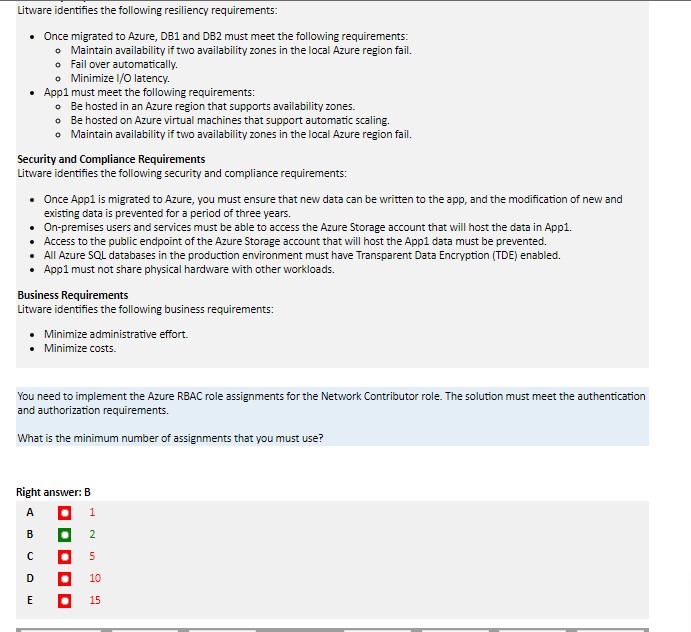 Litware identifies the following resiliency requirements:
• Once migrated to Azure, DB1 and DB2 must meet the following requirements:
o Maintain availability if two availability zones in the local Azure region fail.
o Fail over automatically.
o Minimize I/O latency.
• App1 must meet the following requirements:
o Be hosted in an Azure region that supports availability zones.
o Be hosted on Azure virtual machines that support automatic scaling.
o Maintain availability if two availability zones in the local Azure region fail.
Security and Compliance Requirements
Litware identifies the following security and compliance requirements:
• Once App1 is migrated to Azure, you must ensure that new data can be written to the app, and the modification of new and
existing data is prevented for a period of three years.
• On-premises users and services must be able to access the Azure Storage account that will host the data in App1.
• Access to the public endpoint of the Azure Storage account that will host the App1 data must be prevented.
• All Azure SQL databases in the production environment must have Transparent Data Encryption (TDE) enabled.
• App1 must not share physical hardware with other workloads.
Business Requirements
Litware identifies the following business requirements:
• Minimize administrative effort.
• Minimize costs.
You need to implement the Azure RBAC role assignments for the Network Contributor role. The solution must meet the authentication
and authorization requirements.
What is the minimum number of assignments that you must use?
Right answer: B
A 1
B 2
C 5
D 10
E 15